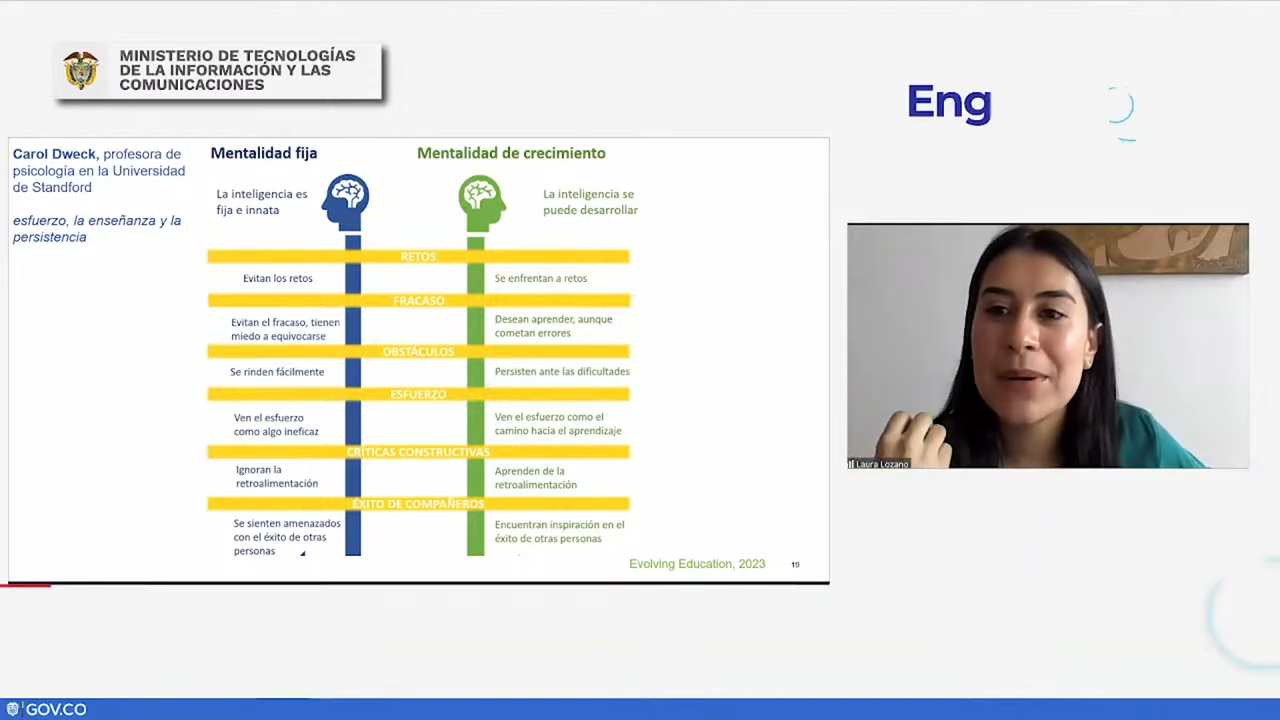 MINISTERIO DE TECNOLOGÍAS
DE LA INFORMACIÓN Y LAS
COMUNICACIONES
Eng
Carol Dweck, profesora de
psicología en la Universidad
de Standford
esfuerzo, la enseñanza y la
persistencia
Mentalidad fija
Mentalidad de crecimiento
La inteligencia es
fija e innata
La inteligencia se
puede desarrollar
RETOS
Evitan los retos
Se enfrentan a retos
FRACASO
Evitan el fracaso, tienen
miedo a equivocarse
Desean aprender, aunque
cometan errores
OBSTÁCULOS
Se rinden fácilmente
Persisten ante las dificultades
ESFUERZO
Ven el esfuerzo
como algo ineficaz
Ven el esfuerzo como el
camino hacia el aprendizaje
CRÍTICAS CONSTRUCTIVAS
Ignoran la
retroalimentación
Aprenden de la
retroalimentación
ÉXITO DE COMPAÑEROS
Se sienten amenazados
con el éxito de otras
personas
Encuentran inspiración en el
éxito de otras personas
Evolving Education, 2023
19
Laura Lozano
GOV.CO